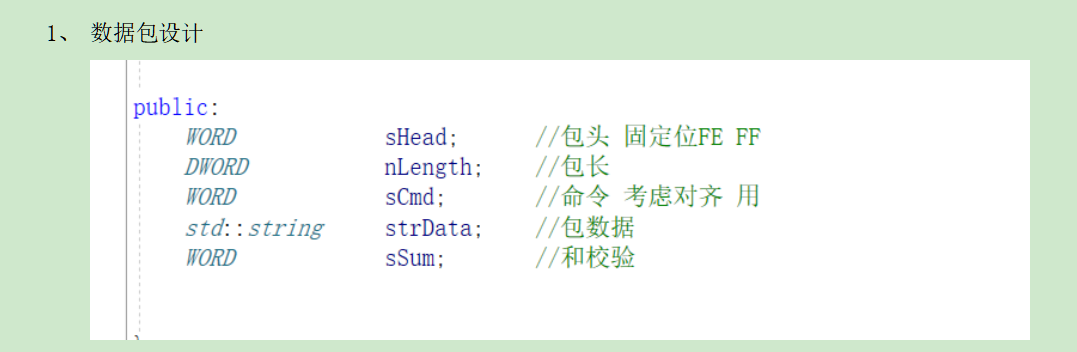 1、 数据包设计
public:
WORD sHead; //包头 固定位FE FF
DWORD nLength; //包长
WORD sCmd; //命令 考虑对齐 用
std::string strData; //包数据
WORD sSum; //和校验